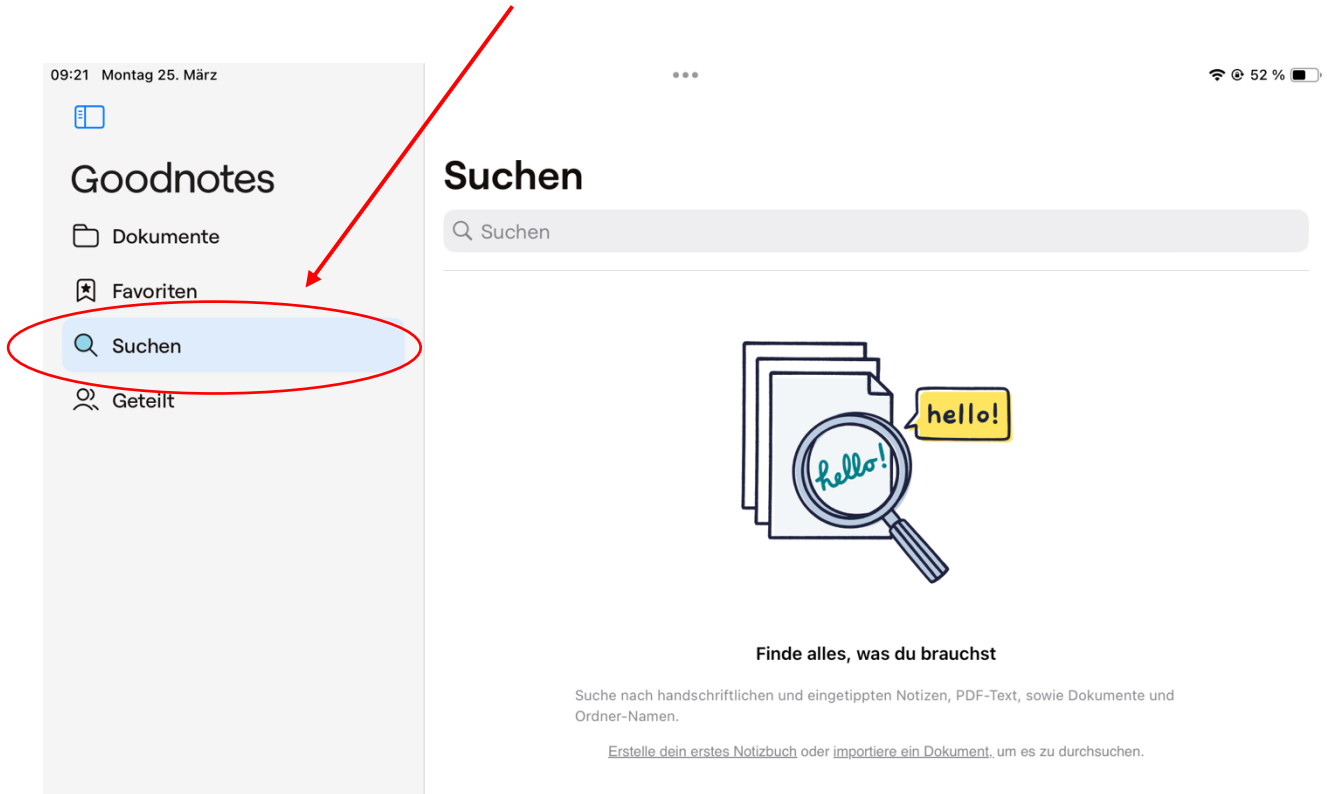 09:21 Montag 25. März
52 %
Goodnotes
Dokumente
Favoriten
Suchen
Geteilt
Suchen
Suchen
hello!
hello!
Finde alles, was du brauchst
Suche nach handschriftlichen und eingetippten Notizen, PDF-Text, sowie Dokumente und
Ordner-Namen.
Erstelle dein erstes Notizbuch oder importiere ein Dokument, um es zu durchsuchen.